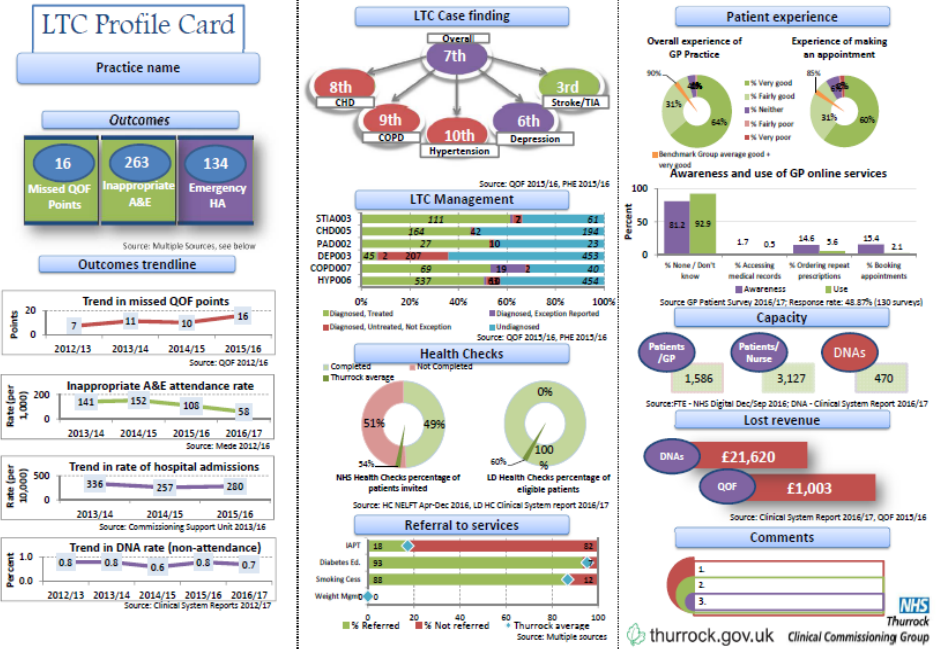 LTC Profile Card
Practice name
Outcomes
16
263
134
Missed QOF Points
Inappropriate A&E
Emergency HA
Source: Multiple Sources, see below
Outcomes trendline
Trend in missed QOF points
Points
20
0
7
11
10
16
2012/13 2013/14 2014/15 2015/16
Source: QOF 2012/16
Inappropriate A&E attendance rate
Rate (per 1,000)
200
0
141
152
108
58
2013/14 2014/15 2015/16 2016/17
Source: Mede 2012/16
Trend in rate of hospital admissions
Rate (per 10,000)
500
0
336
257
280
2013/14 2014/15 2015/16
Source: Commissioning Support Unit 2013/16
Trend in DNA rate (non-attendance)
Percent
1.0
0.0
0.8
0.8
0.6
0.8
0.7
2012/13 2013/14 2014/15 2015/16 2016/17
Source: Clinical System Reports 2012/17
LTC Case finding
Overall
7th
8th
CHD
9th
COPD
10th
Hypertension
6th
Depression
3rd
Stroke/TIA
Source: QOF 2015/16, PHE 2015/16
LTC Management
STIA003 111 2 61
CHD005 164 42 194
PAD002 27 10 23
DEP003 45 2 207 453
COPD007 69 19 2 40
HYP006 537 454
0% 20% 40% 60% 80% 100%
Diagnosed, Treated
Diagnosed, Exception Reported
Diagnosed, Untreated, Not Exception
Undiagnosed
Source: QOF 2015/16, PHE 2015/16
Health Checks
Completed
Not Completed
Thurrock average
51%
49%
54%
NHS Health Checks percentage of patients invited
0%
100
%
60%
LD Health Checks percentage of eligible patients
Source: HC NELFT Apr-Dec 2016, LD HC Clinical System report 2016/17
Referral to services
IAPT 18 82
Diabetes Ed. 93 7
Smoking Cess 88 12
Weight Mgmt 0 0
0 20 40 60 80 100
% Referred
% Not referred
Thurrock average
Source: Multiple sources
Patient experience
Overall experience of GP Practice
Experience of making an appointment
90%
31%
64%
% Very good
% Fairly good
% Neither
% Fairly poor
% Very poor
85%
31%
60%
Benchmark Group average good + very good
Awareness and use of GP online services
Percent
100
50
0
81.2
92.9
1.7
0.5
14.6
5.6
15.4
2.1
% None / Don't know
% Accessing medical records
% Ordering repeat prescriptions
% Booking appointments
Awareness
Use
Source GP Patient Survey 2016/17; Response rate: 48.87% (130 surveys)
Capacity
Patients /GP
1,586
Patients/ Nurse
3,127
DNAs
470
Source:FTE - NHS Digital Dec/Sep 2016; DNA - Clinical System Report 2016/17
Lost revenue
DNAs
£21,620
QOF
£1,003
Source: Clinical System Report 2016/17, QOF 2015/16
Comments
1.
2.
3.
NHS
Thurrock
Clinical Commissioning Group
thurrock.gov.uk